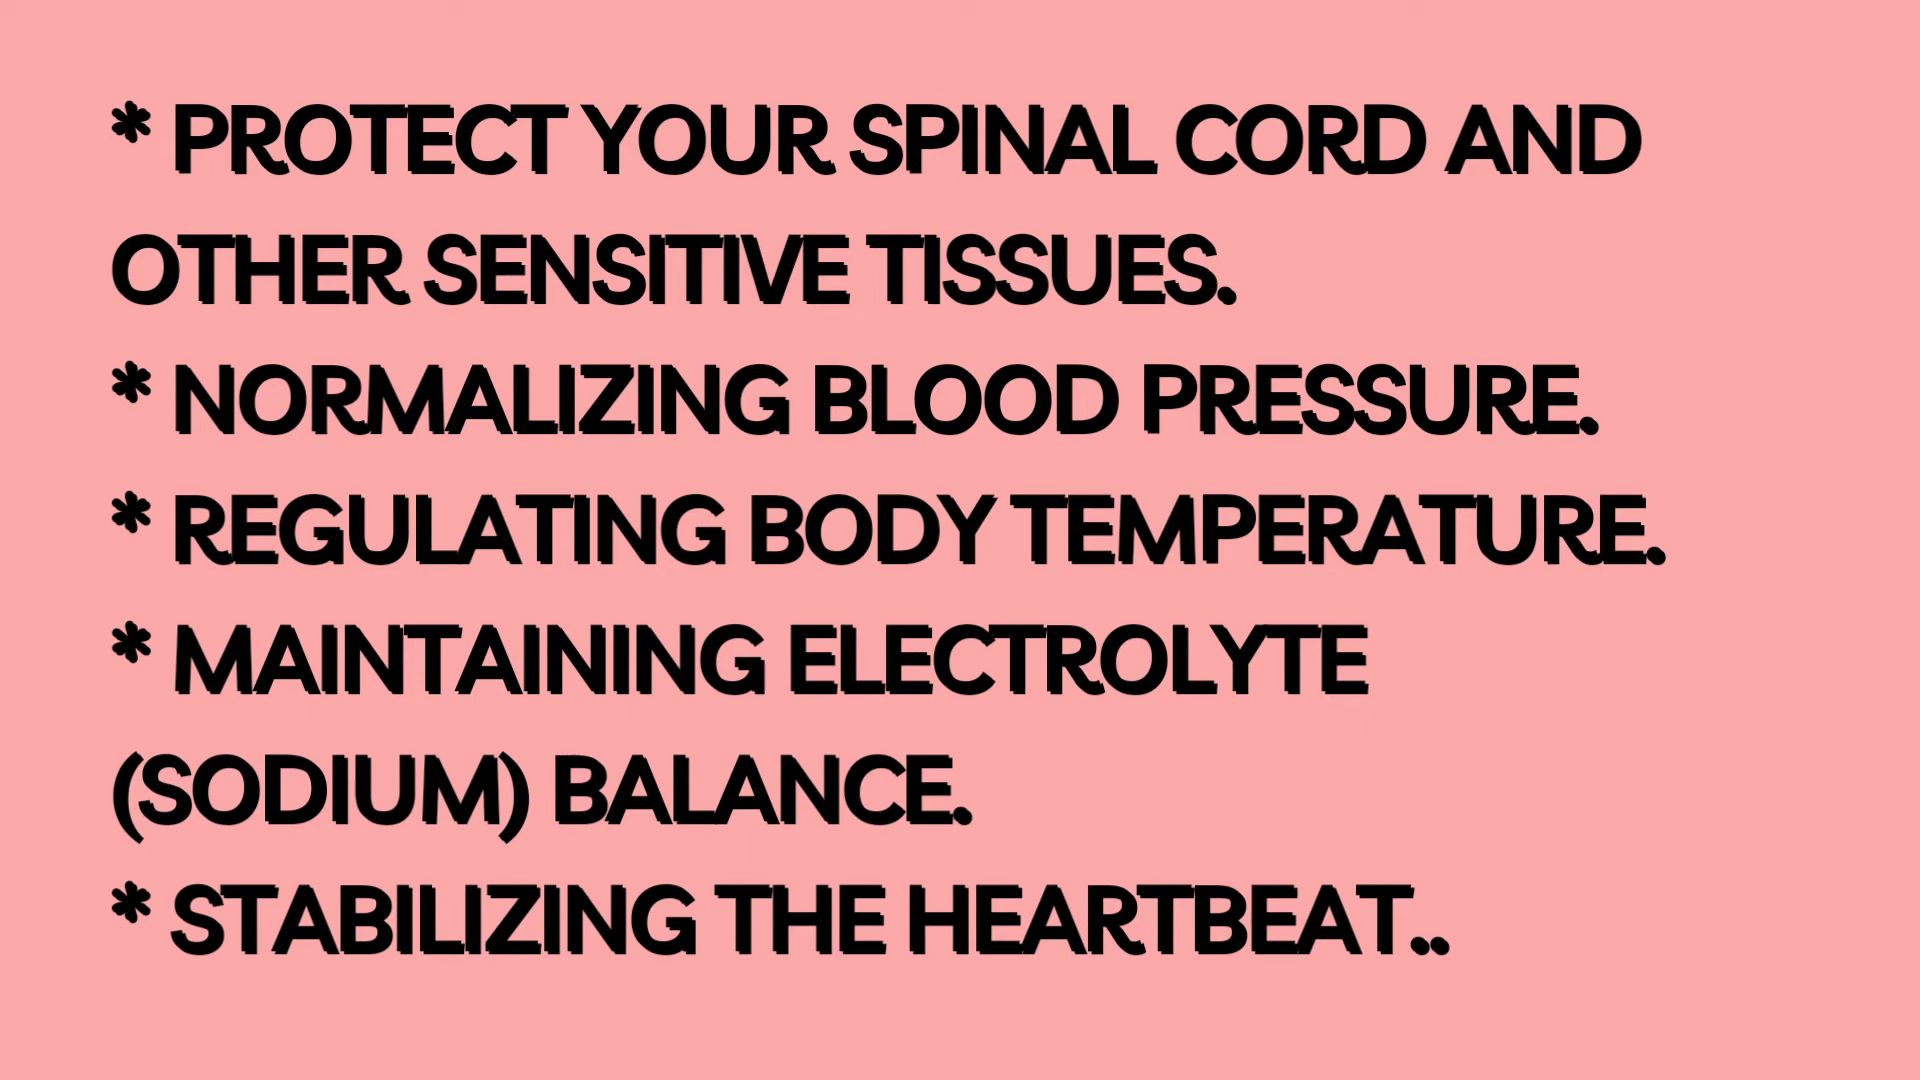 * PROTECT YOUR SPINAL CORD AND
OTHER SENSITIVE TISSUES.
* NORMALIZING BLOOD PRESSURE.
* REGULATING BODY TEMPERATURE.
* MAINTAINING ELECTROLYTE
(SODIUM) BALANCE.
* STABILIZING THE HEARTBEAT..